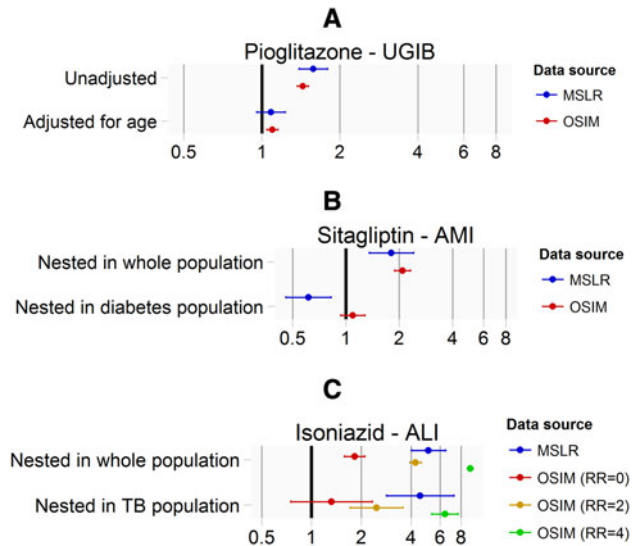 A
Pioglitazone - UGIB
Unadjusted
Adjusted for age
0.5 1 2 4 6 8
Data source
MSLR
OSIM
B
Sitagliptin - AMI
Nested in whole population
Nested in diabetes population
0.5 1 2 4 6 8
Data source
MSLR
OSIM
C
Isoniazid - ALI
Nested in whole population
Nested in TB population
0.5 1 2 4 6 8
Data source
MSLR
OSIM (RR=0)
OSIM (RR=2)
OSIM (RR=4)